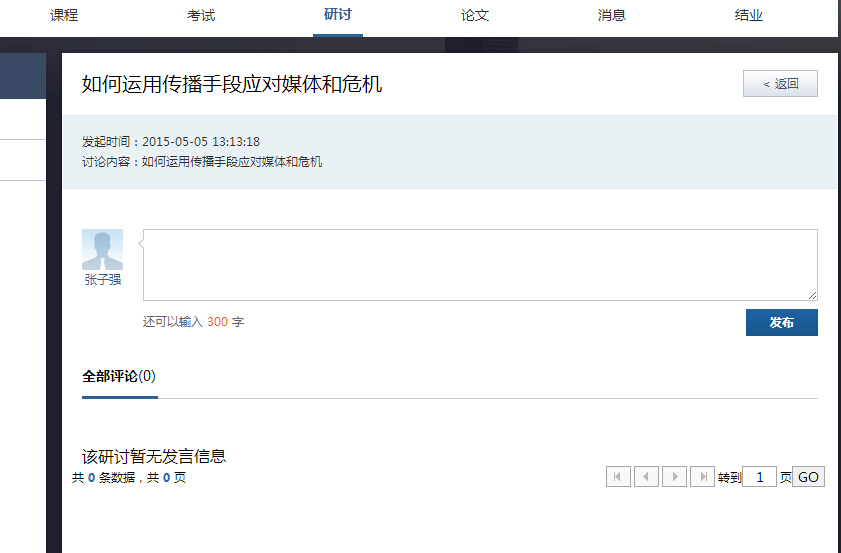 课程 考试 研讨 论文 消息 结业
如何运用传播手段应对媒体和危机
< 返回
发起时间：2015-05-05 13:13:18
讨论内容：如何运用传播手段应对媒体和危机
张子强
还可以输入 300 字
发布
全部评论(0)
该研讨暂无发言信息
共 0 条数据，共 0 页 转到 1 页 GO